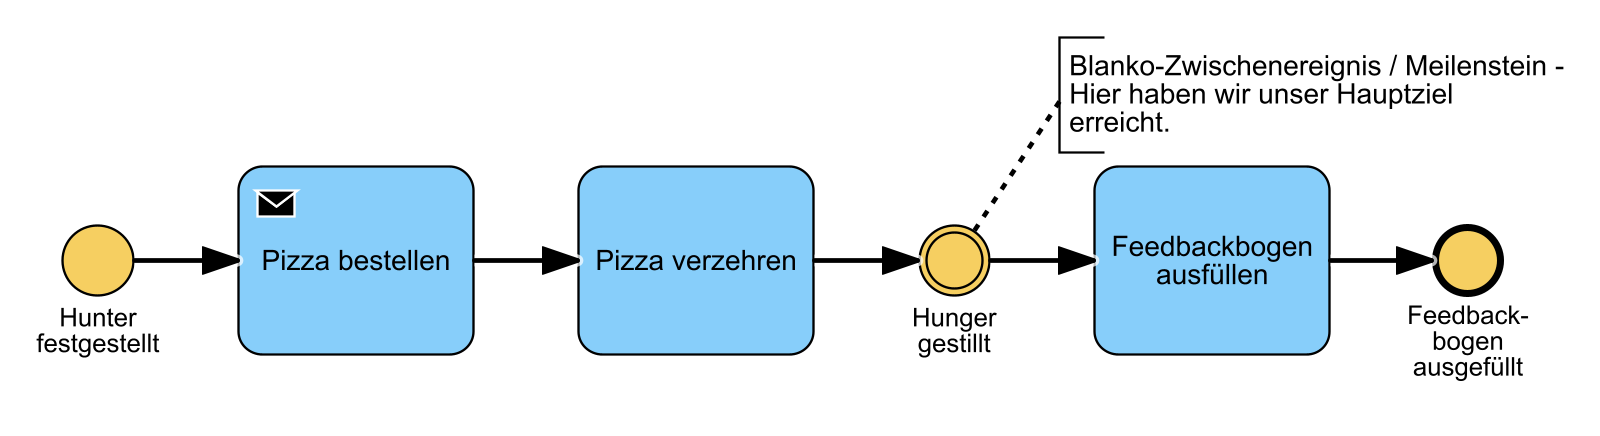 Blanko-Zwischenereignis / Meilenstein -
Hier haben wir unser Hauptziel
erreicht.
Pizza bestellen
Pizza verzehren
Feedbackbogen
ausfüllen
Hunter
festgestellt
Hunger
gestillt
Feedback-
bogen
ausgefüllt